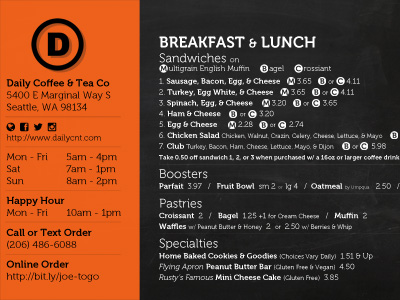 D
Daily Coffee & Tea Co
5400 E Marginal Way S
Seattle, WA 98134
http://www.dailycnt.com
Mon - Fri 5am - 4pm
Sat 7am - 1pm
Sun 8am - 2pm
Happy Hour
Mon - Fri 10am - 1pm
Call or Text Order
(206) 486-6088
Online Order
http://bit.ly/joe-togo
BREAKFAST & LUNCH
Sandwiches on
Multigrain English Muffin Bagel Crossiant
1. Sausage, Bacon, Egg, & Cheese M 3.65 B or C 4.11
2. Turkey, Egg White, & Cheese M 3.65 B or C 4.11
3. Spinach, Egg, & Cheese M 3.20 B or C 3.65
4. Ham & Cheese B or C 3.20
5. Egg & Cheese M 2.28 B or C 2.74
6. Chicken Salad Chicken, Walnut, Crazin, Celery, Cheese, Lettuce, & Mayo B
7. Club Turkey, Bacon, Ham, Cheese, Lettuce, Mayo, & Dijon B or C 5.98
Take 0.50 off sandwich 1, 2, or 3 when purchased w/ a 16oz or larger coffee drink
Boosters
Parfait 3.97 / Fruit Bowl sm 2 or lg 4 / Oatmeal by Umpqua 2.50 /
Pastries
Croissant 2 / Bagel 1.25 +1 for Cream Cheese / Muffin 2
Waffles w/ Peanut Butter & Honey 2 or 2.50 w/ Berries & Whip
Specialties
Home Baked Cookies & Goodies (Choices Vary Daily) 1.51 & Up
Flying Apron Peanut Butter Bar (Gluten Free & Vegan) 4.50
Rusty's Famous Mini Cheese Cake (Gluten Free) 3.85